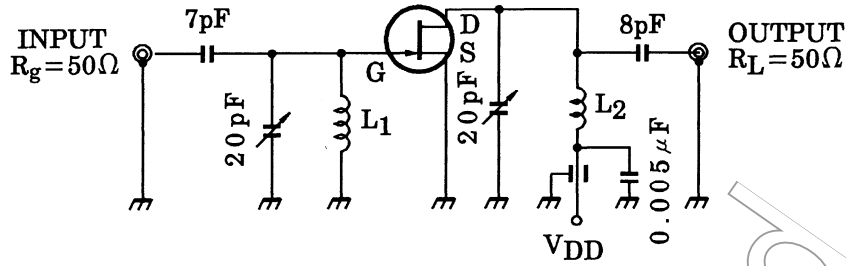 7pF
INPUT
Rg=50Ω
20pF
L1
G
D
S
20pF
8pF
OUTPUT
RL=50Ω
L2
0.005μF
VDD